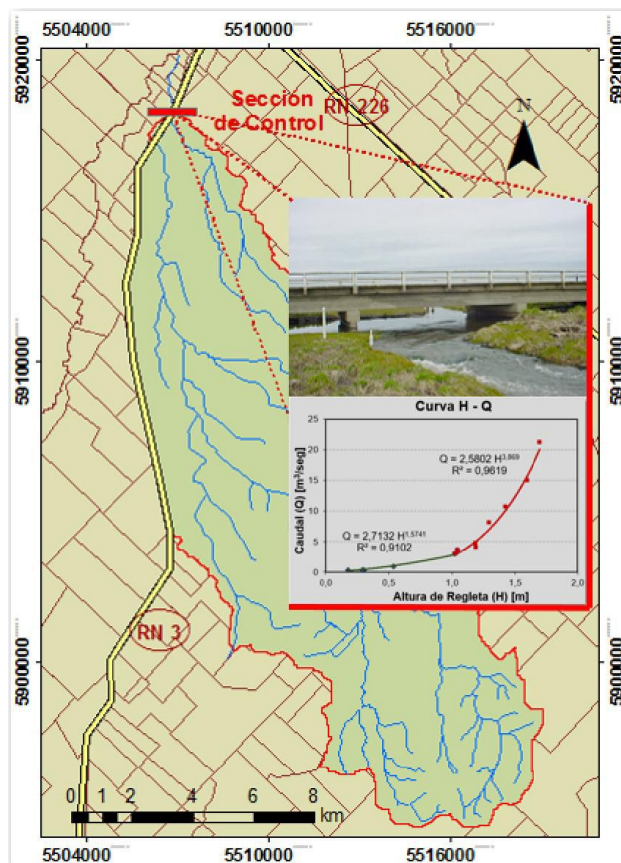 5504000 5510000 5516000
5920000
5920000
Sección
de Control
RN 226
N
5910000
5910000
Curva H - Q
Caudal (Q) [m³/seg]
25
20
15
10
5
0
Q = 2,5802 H^3,869
R² = 0,9619
Q = 2,7132 H^1,5741
R² = 0,9102
0,0 0,5 1,0 1,5 2,0
Altura de Regleta (H) [m]
RN 3
5900000
5900000
0 1 2 4 6 8
km
5504000 5510000 5516000